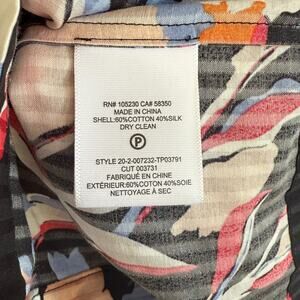 RN# 105230 CA# 58350
MADE IN CHINA
SHELL:60%COTTON 40%SILK
DRY CLEAN
P
STYLE 20-2-007232-TP03791
CUT 003731
FABRIQUÉ EN CHINE
EXTÉRIEUR:60%COTON 40%SOIE
NETTOYAGE À SEC